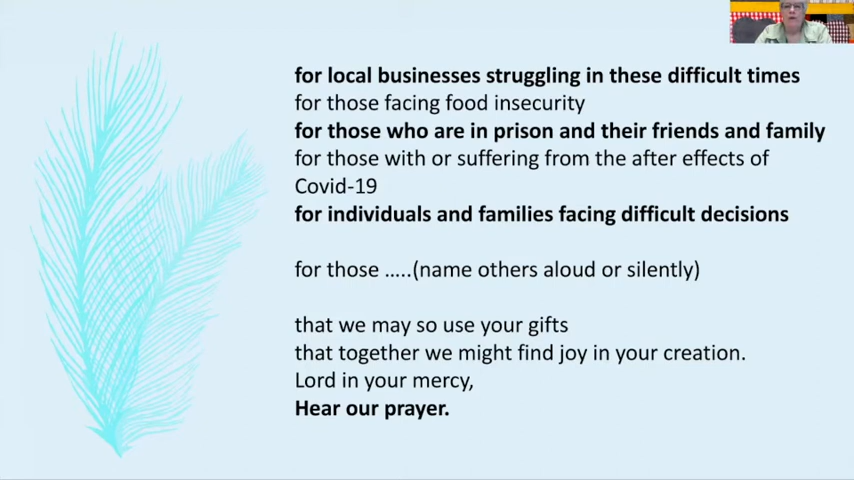 for local businesses struggling in these difficult times
for those facing food insecurity
for those who are in prison and their friends and family
for those with or suffering from the after effects of
Covid-19
for individuals and families facing difficult decisions
for those …..(name others aloud or silently)
that we may so use your gifts
that together we might find joy in your creation.
Lord in your mercy,
Hear our prayer.